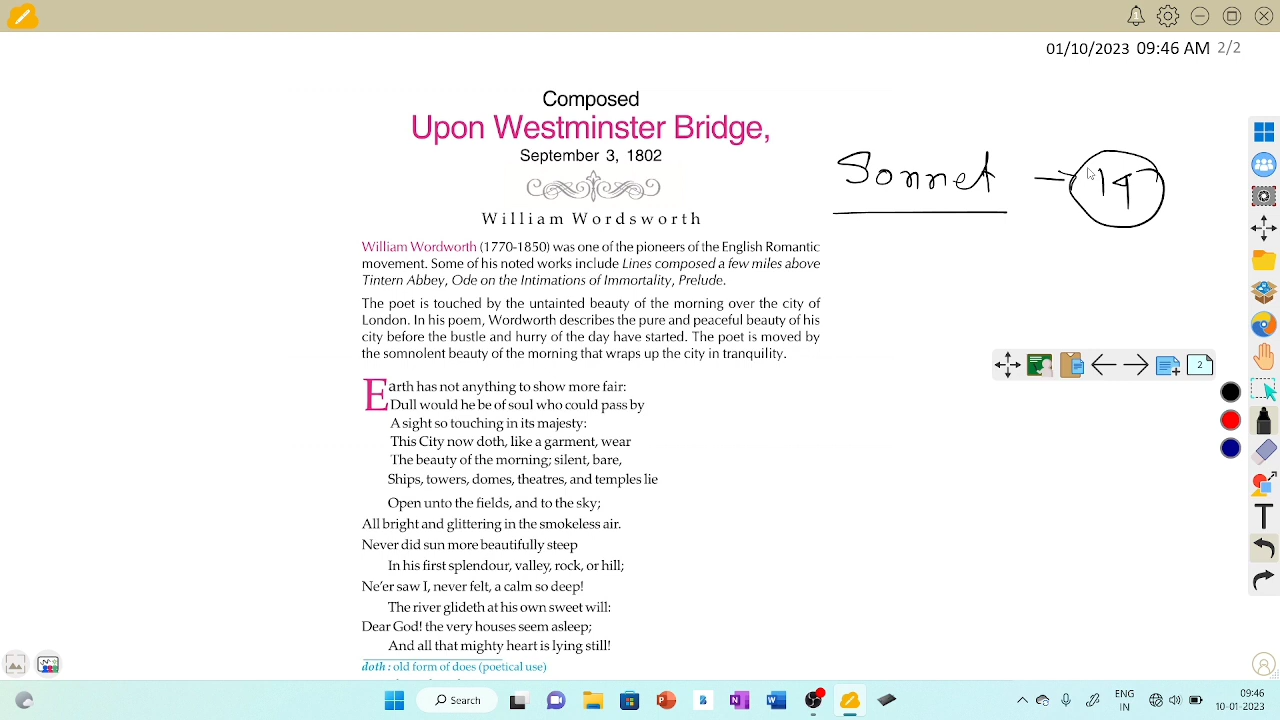 01/10/2023 09:46 AM 2/2
Composed
Upon Westminster Bridge,
September 3, 1802
Sonnet → 14
William Wordsworth
William Wordworth (1770-1850) was one of the pioneers of the English Romantic
movement. Some of his noted works include Lines composed a few miles above
Tintern Abbey, Ode on the Intimations of Immortality, Prelude.
The poet is touched by the untainted beauty of the morning over the city of
London. In his poem, Wordworth describes the pure and peaceful beauty of his
city before the bustle and hurry of the day have started. The poet is moved by
the somnolent beauty of the morning that wraps up the city in tranquility.
Earth has not anything to show more fair:
Dull would he be of soul who could pass by
A sight so touching in its majesty:
This City now doth, like a garment, wear
The beauty of the morning; silent, bare,
Ships, towers, domes, theatres, and temples lie
Open unto the fields, and to the sky;
All bright and glittering in the smokeless air.
Never did sun more beautifully steep
In his first splendour, valley, rock, or hill;
Ne'er saw I, never felt, a calm so deep!
The river glideth at his own sweet will:
Dear God! the very houses seem asleep;
And all that mighty heart is lying still!
doth : old form of does (poetical use)
2
T
Search
ENG
IN
09:46
10-01-2023